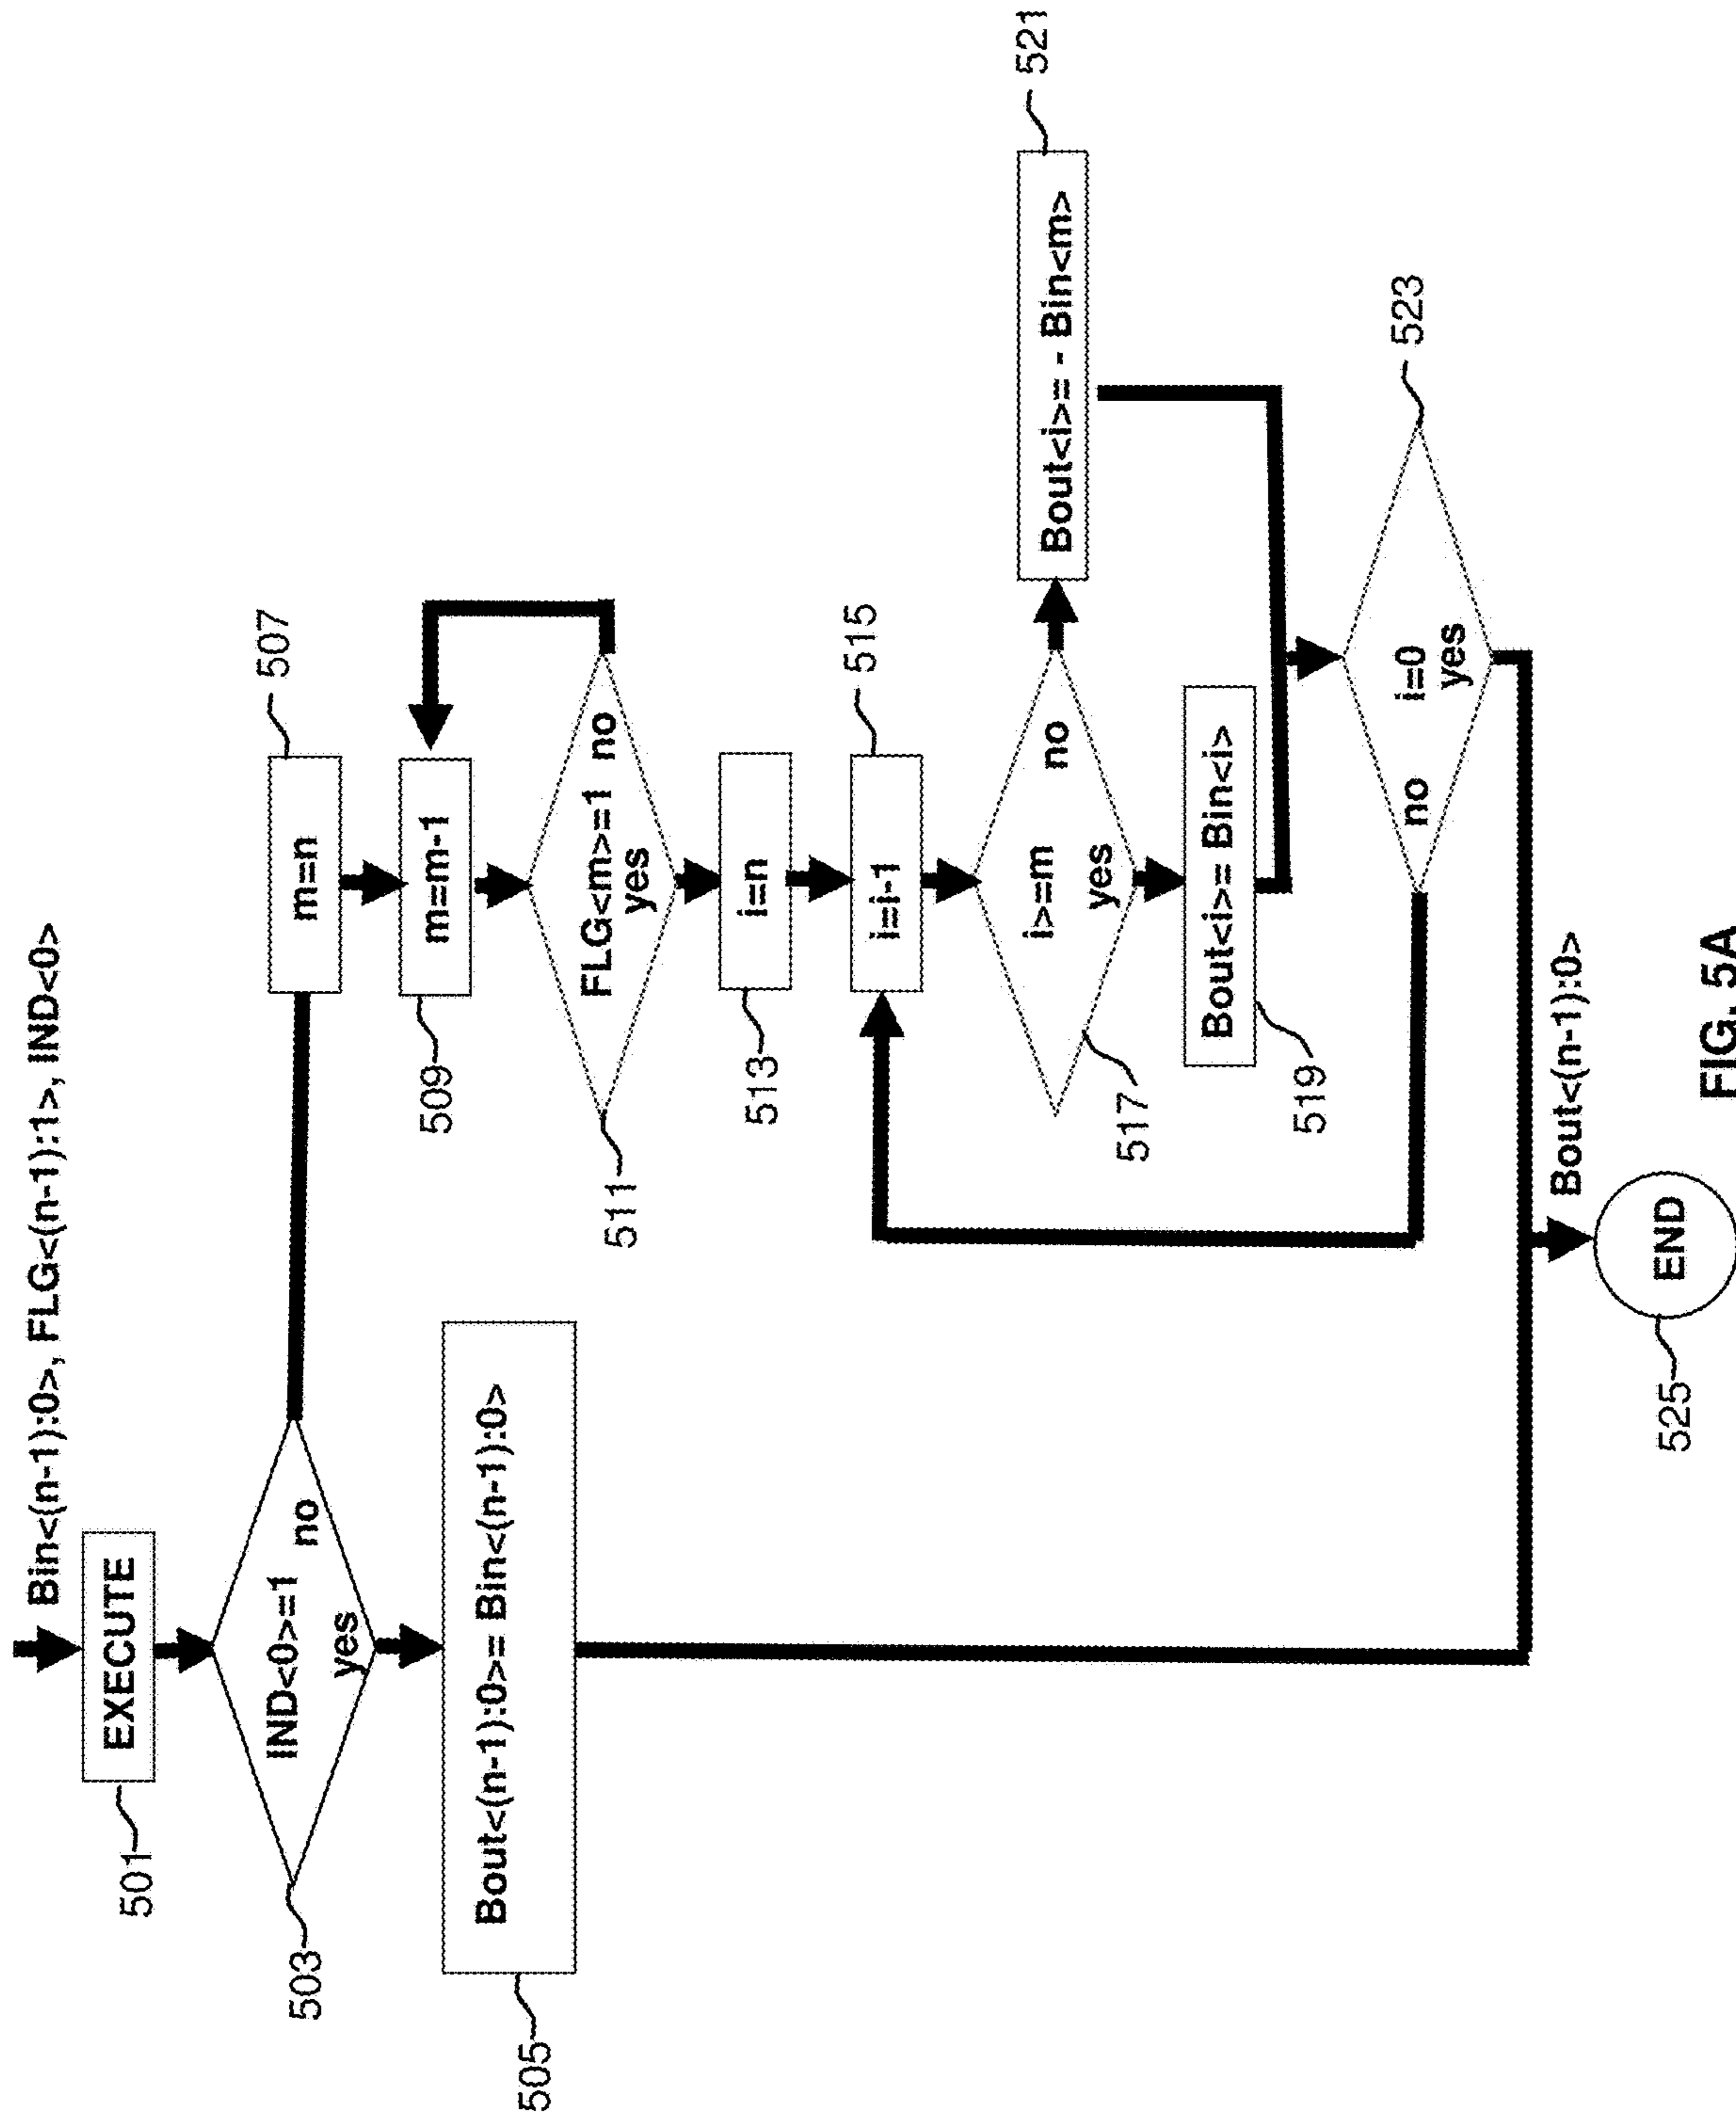 Bin<(n-1):0>, FLG<(n-1):1>, IND<0>
EXECUTE
501
IND<0>=1
no
yes
503
Bout<(n-1):0>= Bin<(n-1):0>
505
m=n
507
m=m-1
509
FLG<m>=1 no
yes
511
i=n
513
i=i-1
515
i>=m
no
yes
517
Bout<i>= Bin<i>
519
Bout<i>= - Bin<m>
521
no
i=0
yes
523
Bout<(n-1):0>
END
525
FIG. 5A